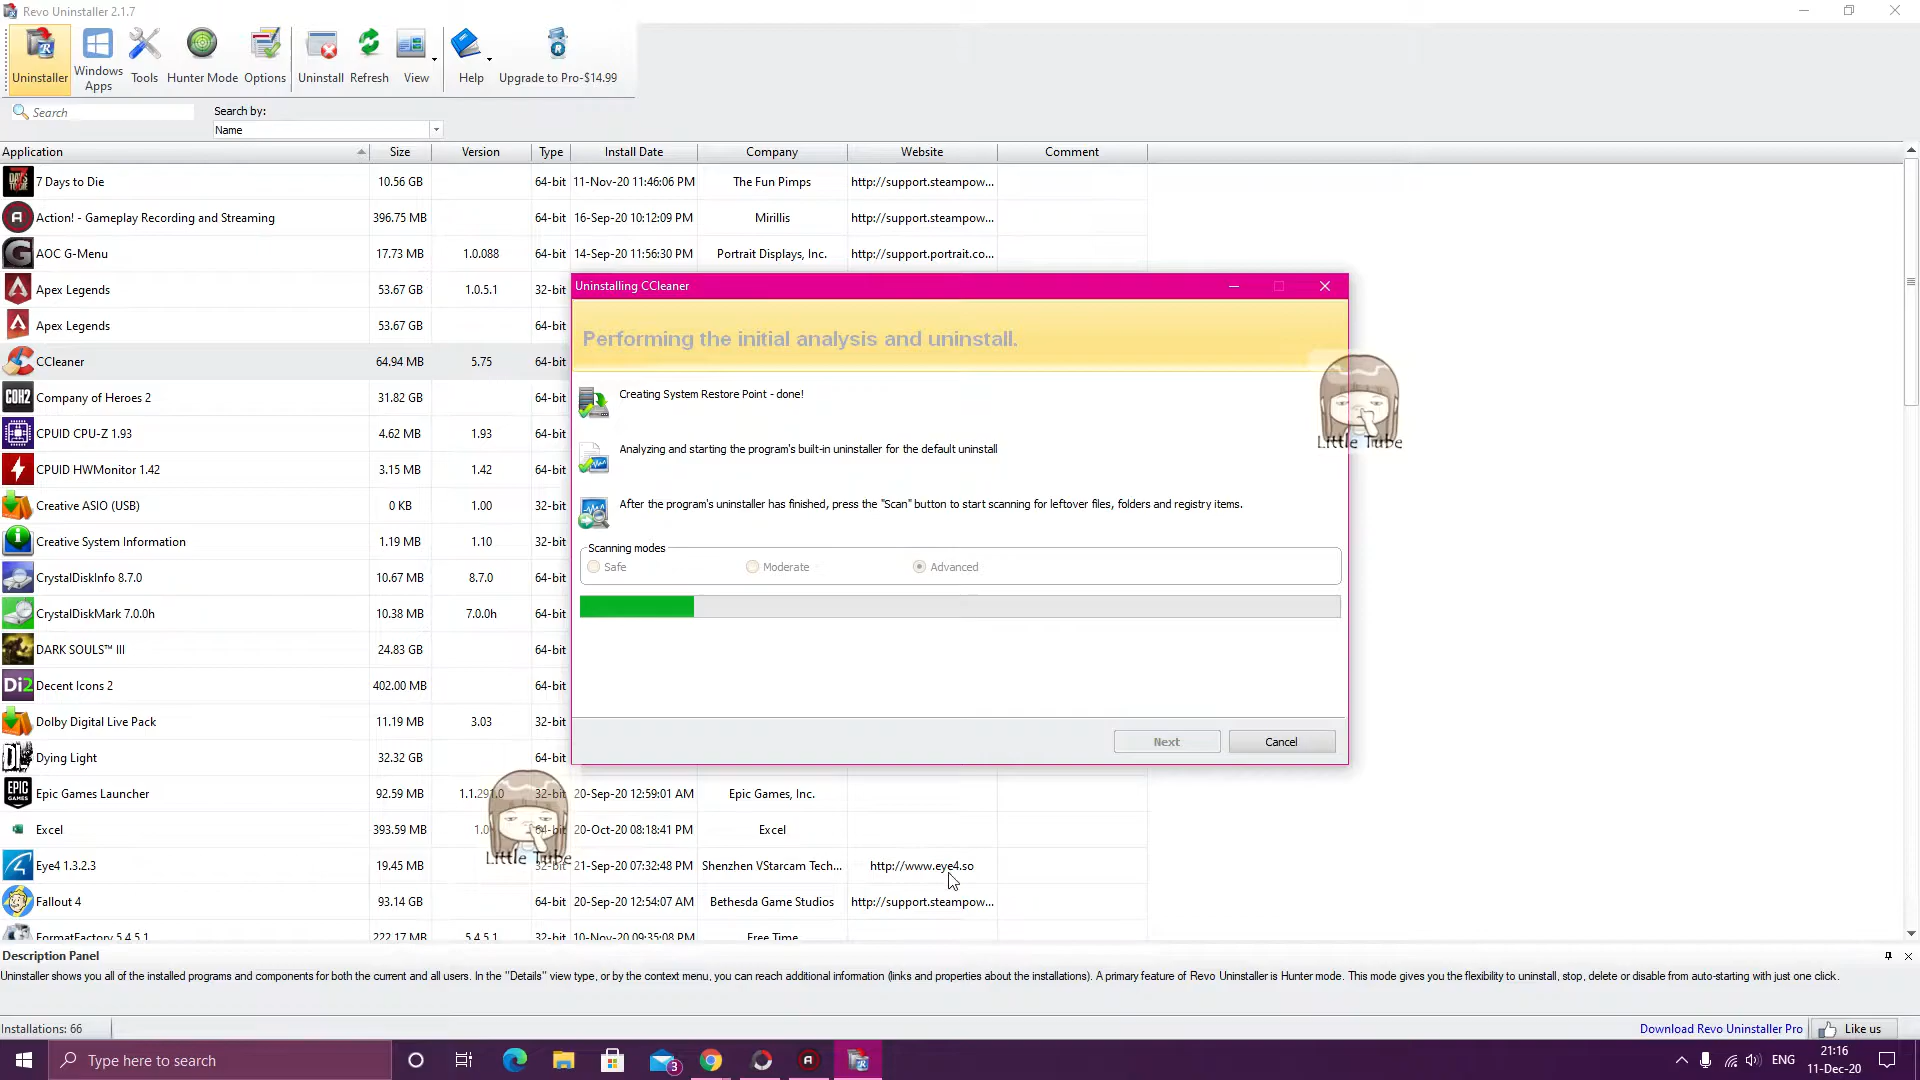 Revo Uninstaller 2.1.7
Uninstaller
Windows Apps
Tools
Hunter Mode
Options
Uninstall
Refresh
View
Help
Upgrade to Pro-$14.99
Search
Search by:
Name
Application Size Version Type Install Date Company Website Comment
7 Days to Die 10.56 GB 64-bit 11-Nov-20 11:46:06 PM The Fun Pimps http://support.steampow...
Action! - Gameplay Recording and Streaming 396.75 MB 64-bit 16-Sep-20 10:12:09 PM Mirillis http://support.steampow...
AOC G-Menu 17.73 MB 1.0.088 64-bit 14-Sep-20 11:56:30 PM Portrait Displays, Inc. http://support.portrait.co...
Apex Legends 53.67 GB 1.0.5.1 32-bit
Apex Legends 53.67 GB 64-bit
CCleaner 64.94 MB 5.75 64-bit
Company of Heroes 2 31.82 GB 64-bit
CPUID CPU-Z 1.93 4.62 MB 1.93 64-bit
CPUID HWMonitor 1.42 3.15 MB 1.42 64-bit
Creative ASIO (USB) 0 KB 1.00 32-bit
Creative System Information 1.19 MB 1.10 32-bit
CrystalDiskInfo 8.7.0 10.67 MB 8.7.0 64-bit
CrystalDiskMark 7.0.0h 10.38 MB 7.0.0h 64-bit
DARK SOULS™ III 24.83 GB 64-bit
Decent Icons 2 402.00 MB 64-bit
Dolby Digital Live Pack 11.19 MB 3.03 32-bit
Dying Light 32.32 GB 64-bit
Epic Games Launcher 92.59 MB 1.1.291.0 32-bit 20-Sep-20 12:59:01 AM Epic Games, Inc.
Excel 393.59 MB 1.0 64-bit 20-Oct-20 08:18:41 PM Excel
Eye4 1.3.2.3 19.45 MB 32-bit 21-Sep-20 07:32:48 PM Shenzhen VStarcam Tech... http://www.eye4.so
Fallout 4 93.14 GB 64-bit 20-Sep-20 12:54:07 AM Bethesda Game Studios http://support.steampow...
FormatFactory 5.4.5.1 222.17 MB 5.4.5.1 32-bit 10-Nov-20 09:35:08 PM Free Time
Uninstalling CCleaner
Performing the initial analysis and uninstall.
Creating System Restore Point - done!
Analyzing and starting the program's built-in uninstaller for the default uninstall
After the program's uninstaller has finished, press the "Scan" button to start scanning for leftover files, folders and registry items.
Scanning modes
Safe Moderate Advanced
Next Cancel
Little Tube
Little Tube
Description Panel
Uninstaller shows you all of the installed programs and components for both the current and all users. In the "Details" view type, or by the context menu, you can reach additional information (links and properties about the installations). A primary feature of Revo Uninstaller is Hunter mode. This mode gives you the flexibility to uninstall, stop, delete or disable from auto-starting with just one click.
Installations: 66
Download Revo Uninstaller Pro
Like us
Type here to search
3
ENG
21:16
11-Dec-20